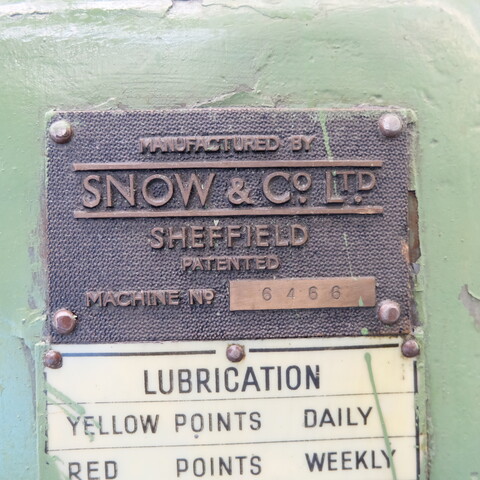 MANUFACTURED BY
SNOW & CO. LTD.
SHEFFIELD
PATENTED
MACHINE NO 6466
LUBRICATION
YELLOW POINTS DAILY
RED POINTS WEEKLY